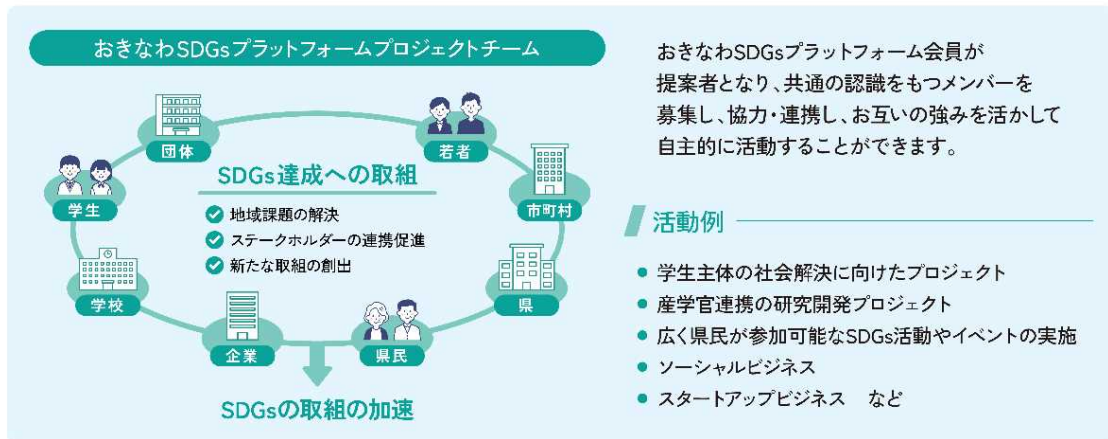 おきなわSDGsプラットフォームプロジェクトチーム
団体
若者
学生
市町村
学校
県
企業
県民
SDGs達成への取組
地域課題の解決
ステークホルダーの連携促進
新たな取組の創出
SDGsの取組の加速
おきなわSDGsプラットフォーム会員が
提案者となり、共通の認識をもつメンバーを
募集し、協力・連携し、お互いの強みを活かして
自主的に活動することができます。
活動例
● 学生主体の社会解決に向けたプロジェクト
● 産学官連携の研究開発プロジェクト
● 広く県民が参加可能なSDGs活動やイベントの実施
● ソーシャルビジネス
● スタートアップビジネス　など